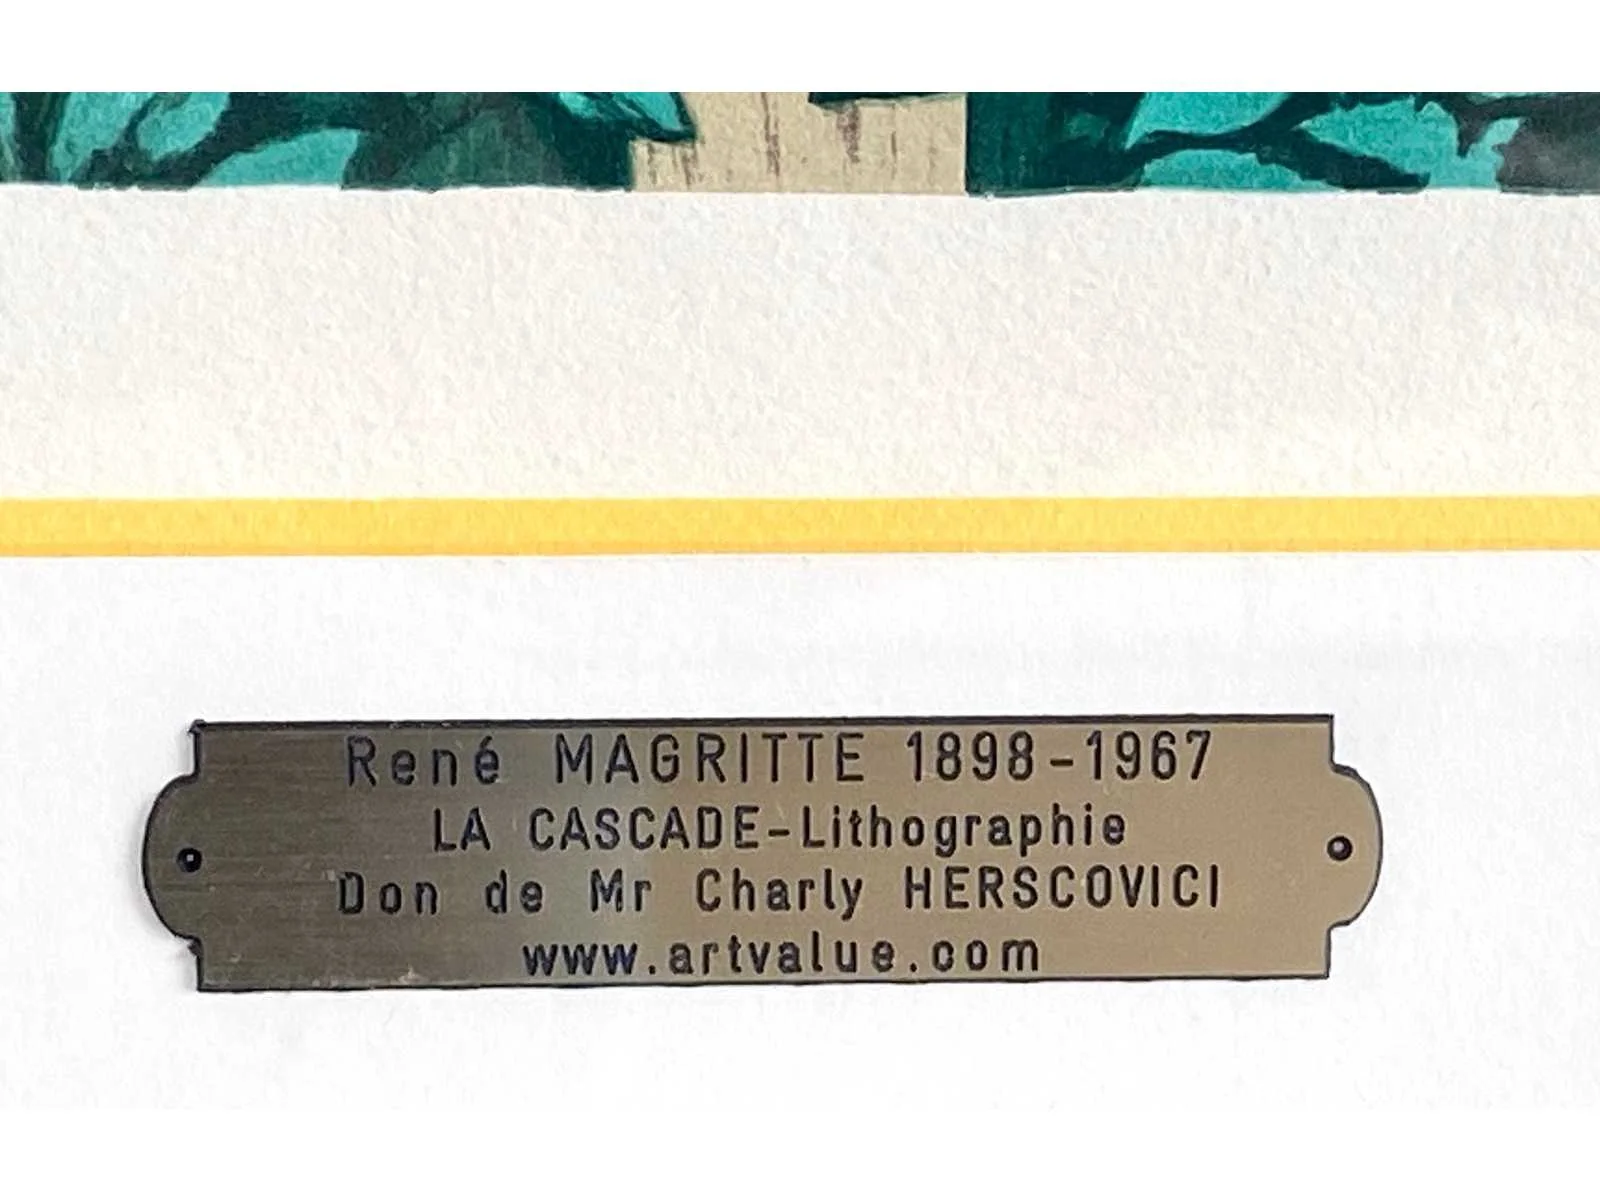 René MAGRITTE 1898-1967
LA CASCADE-Lithographie
Don de Mr Charly HERSCOVICI
www.artvalue.com